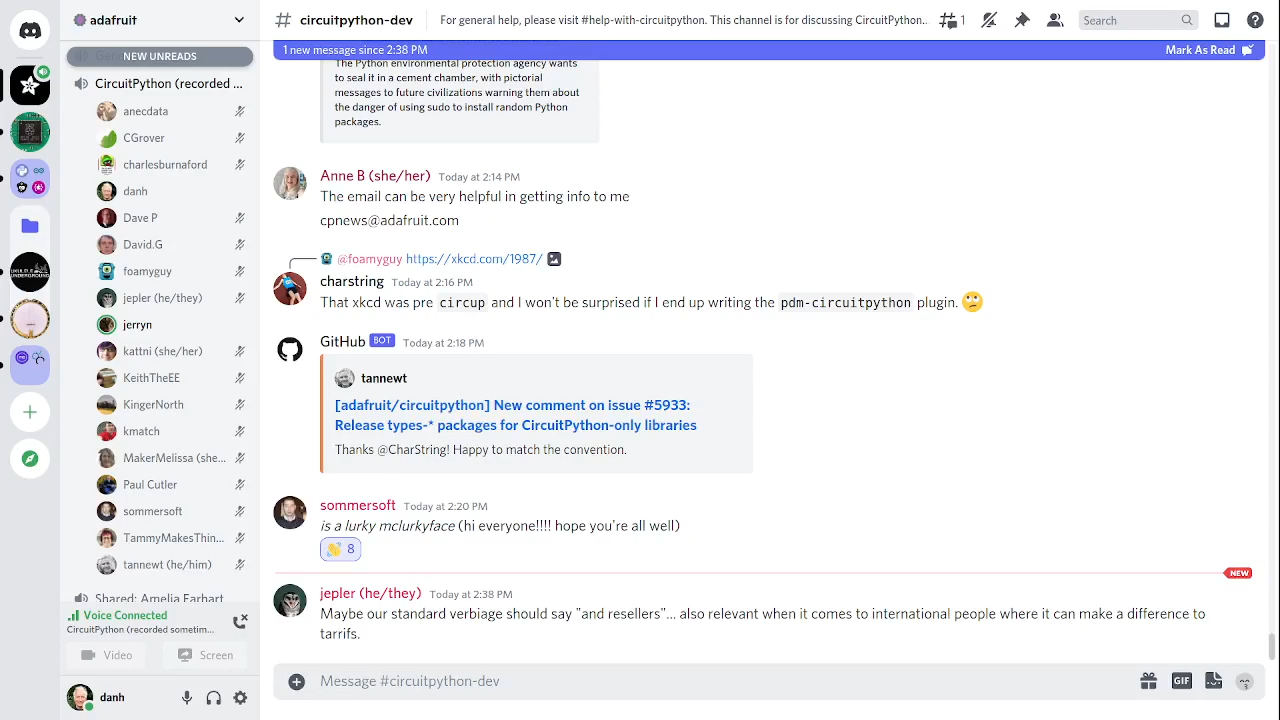 adafruit
circuitpython-dev
For general help, please visit #help-with-circuitpython. This channel is for discussing CircuitPython...
1
Search
NEW UNREADS
1 new message since 2:38 PM
Mark As Read
CircuitPython (recorded ...
anecdata
CGrover
charlesburnaford
danh
Dave P
David.G
foamyguy
jepler (he/they)
jerryn
kattni (she/her)
KeithTheEE
KingerNorth
kmatch
MakerMelissa (she...
Paul Cutler
sommersoft
TammyMakesThin...
tannewt (he/him)
Shared: Amelia Earhart
Voice Connected
CircuitPython (recorded sometim...
Video
Screen
danh
The Python environmental protection agency wants
to seal it in a cement chamber, with pictorial
messages to future civilizations warning them about
the danger of using sudo to install random Python
packages.
Anne B (she/her) Today at 2:14 PM
The email can be very helpful in getting info to me
cpnews@adafruit.com
@foamyguy https://xkcd.com/1987/
charstring Today at 2:16 PM
That xkcd was pre circup and I won't be surprised if I end up writing the pdm-circuitpython plugin.
GitHub BOT Today at 2:18 PM
tannewt
[adafruit/circuitpython] New comment on issue #5933:
Release types-* packages for CircuitPython-only libraries
Thanks @CharString! Happy to match the convention.
sommersoft Today at 2:20 PM
is a lurky mclurkyface (hi everyone!!!! hope you're all well)
8
NEW
jepler (he/they) Today at 2:38 PM
Maybe our standard verbiage should say "and resellers"... also relevant when it comes to international people where it can make a difference to
tarrifs.
Message #circuitpython-dev
GIF